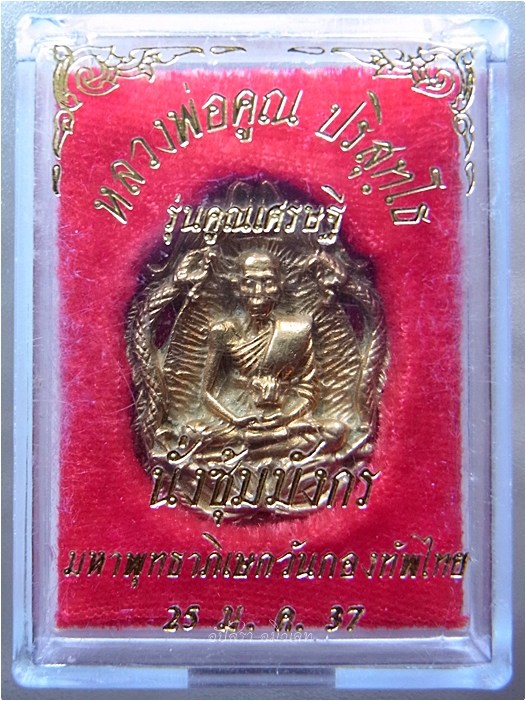 หลวงพ่อคูณ ปริสุทฺโธ
รุ่นคูณเศรษฐี
นั่งซุ้มมังกร
มหาพุทธาภิเษกวันกองทัพไทย
25 ม. ค. 37